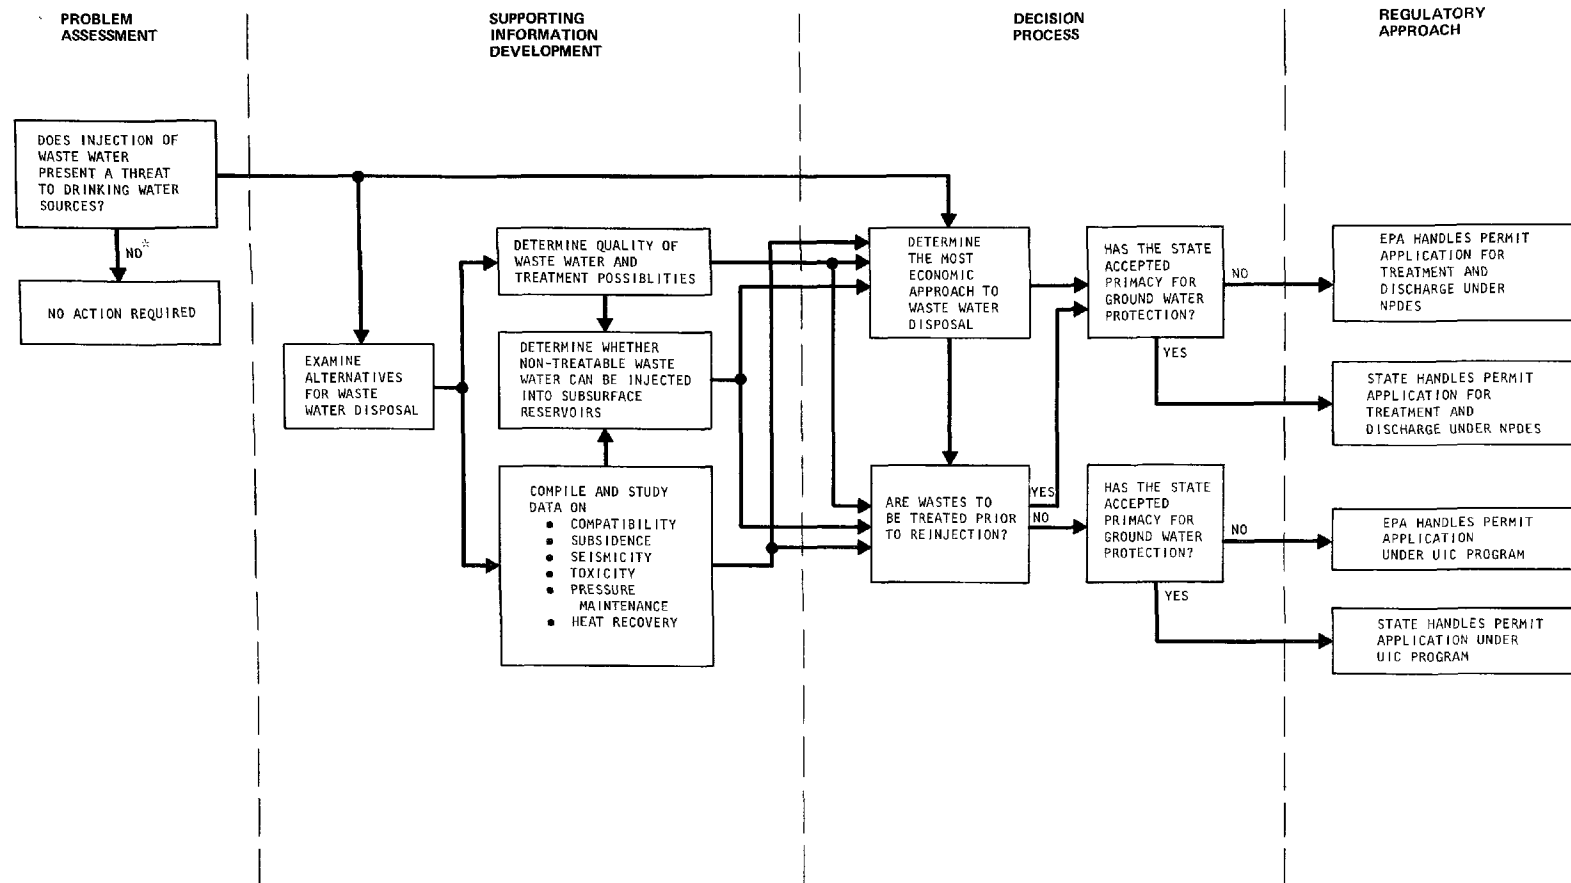 PROBLEM
ASSESSMENT
SUPPORTING
INFORMATION
DEVELOPMENT
DECISION
PROCESS
REGULATORY
APPROACH
DOES INJECTION OF
WASTE WATER
PRESENT A THREAT
TO DRINKING WATER
SOURCES?
NO*
NO ACTION REQUIRED
EXAMINE
ALTERNATIVES
FOR WASTE
WATER DISPOSAL
DETERMINE QUALITY OF
WASTE WATER AND
TREATMENT POSSIBLITIES
DETERMINE WHETHER
NON-TREATABLE WASTE
WATER CAN BE INJECTED
INTO SUBSURFACE
RESERVOIRS
COMPILE AND STUDY
DATA ON
● COMPATIBILITY
● SUBSIDENCE
● SEISMICITY
● TOXICITY
● PRESSURE
MAINTENANCE
● HEAT RECOVERY
DETERMINE
THE MOST
ECONOMIC
APPROACH TO
WASTE WATER
DISPOSAL
ARE WASTES TO
BE TREATED PRIOR
TO REINJECTION?
YES
NO
HAS THE STATE
ACCEPTED
PRIMACY FOR
GROUND WATER
PROTECTION?
NO
YES
HAS THE STATE
ACCEPTED
PRIMACY FOR
GROUND WATER
PROTECTION?
NO
YES
EPA HANDLES PERMIT
APPLICATION FOR
TREATMENT AND
DISCHARGE UNDER
NPDES
STATE HANDLES PERMIT
APPLICATION FOR
TREATMENT AND
DISCHARGE UNDER NPDES
EPA HANDLES PERMIT
APPLICATION
UNDER UIC PROGRAM
STATE HANDLES PERMIT
APPLICATION UNDER
UIC PROGRAM